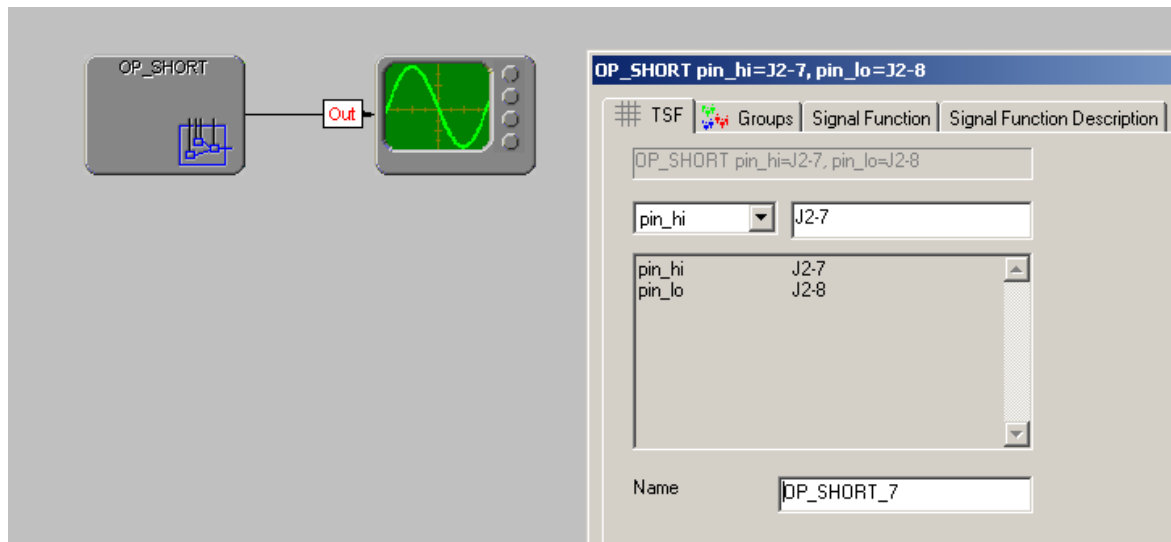 OP_SHORT
Out
OP_SHORT pin_hi=J2-7, pin_lo=J2-8
TSF Groups Signal Function Signal Function Description
OP_SHORT pin_hi=J2-7, pin_lo=J2-8
pin_hi J2-7
pin_hi J2-7
pin_lo J2-8
Name OP_SHORT_7